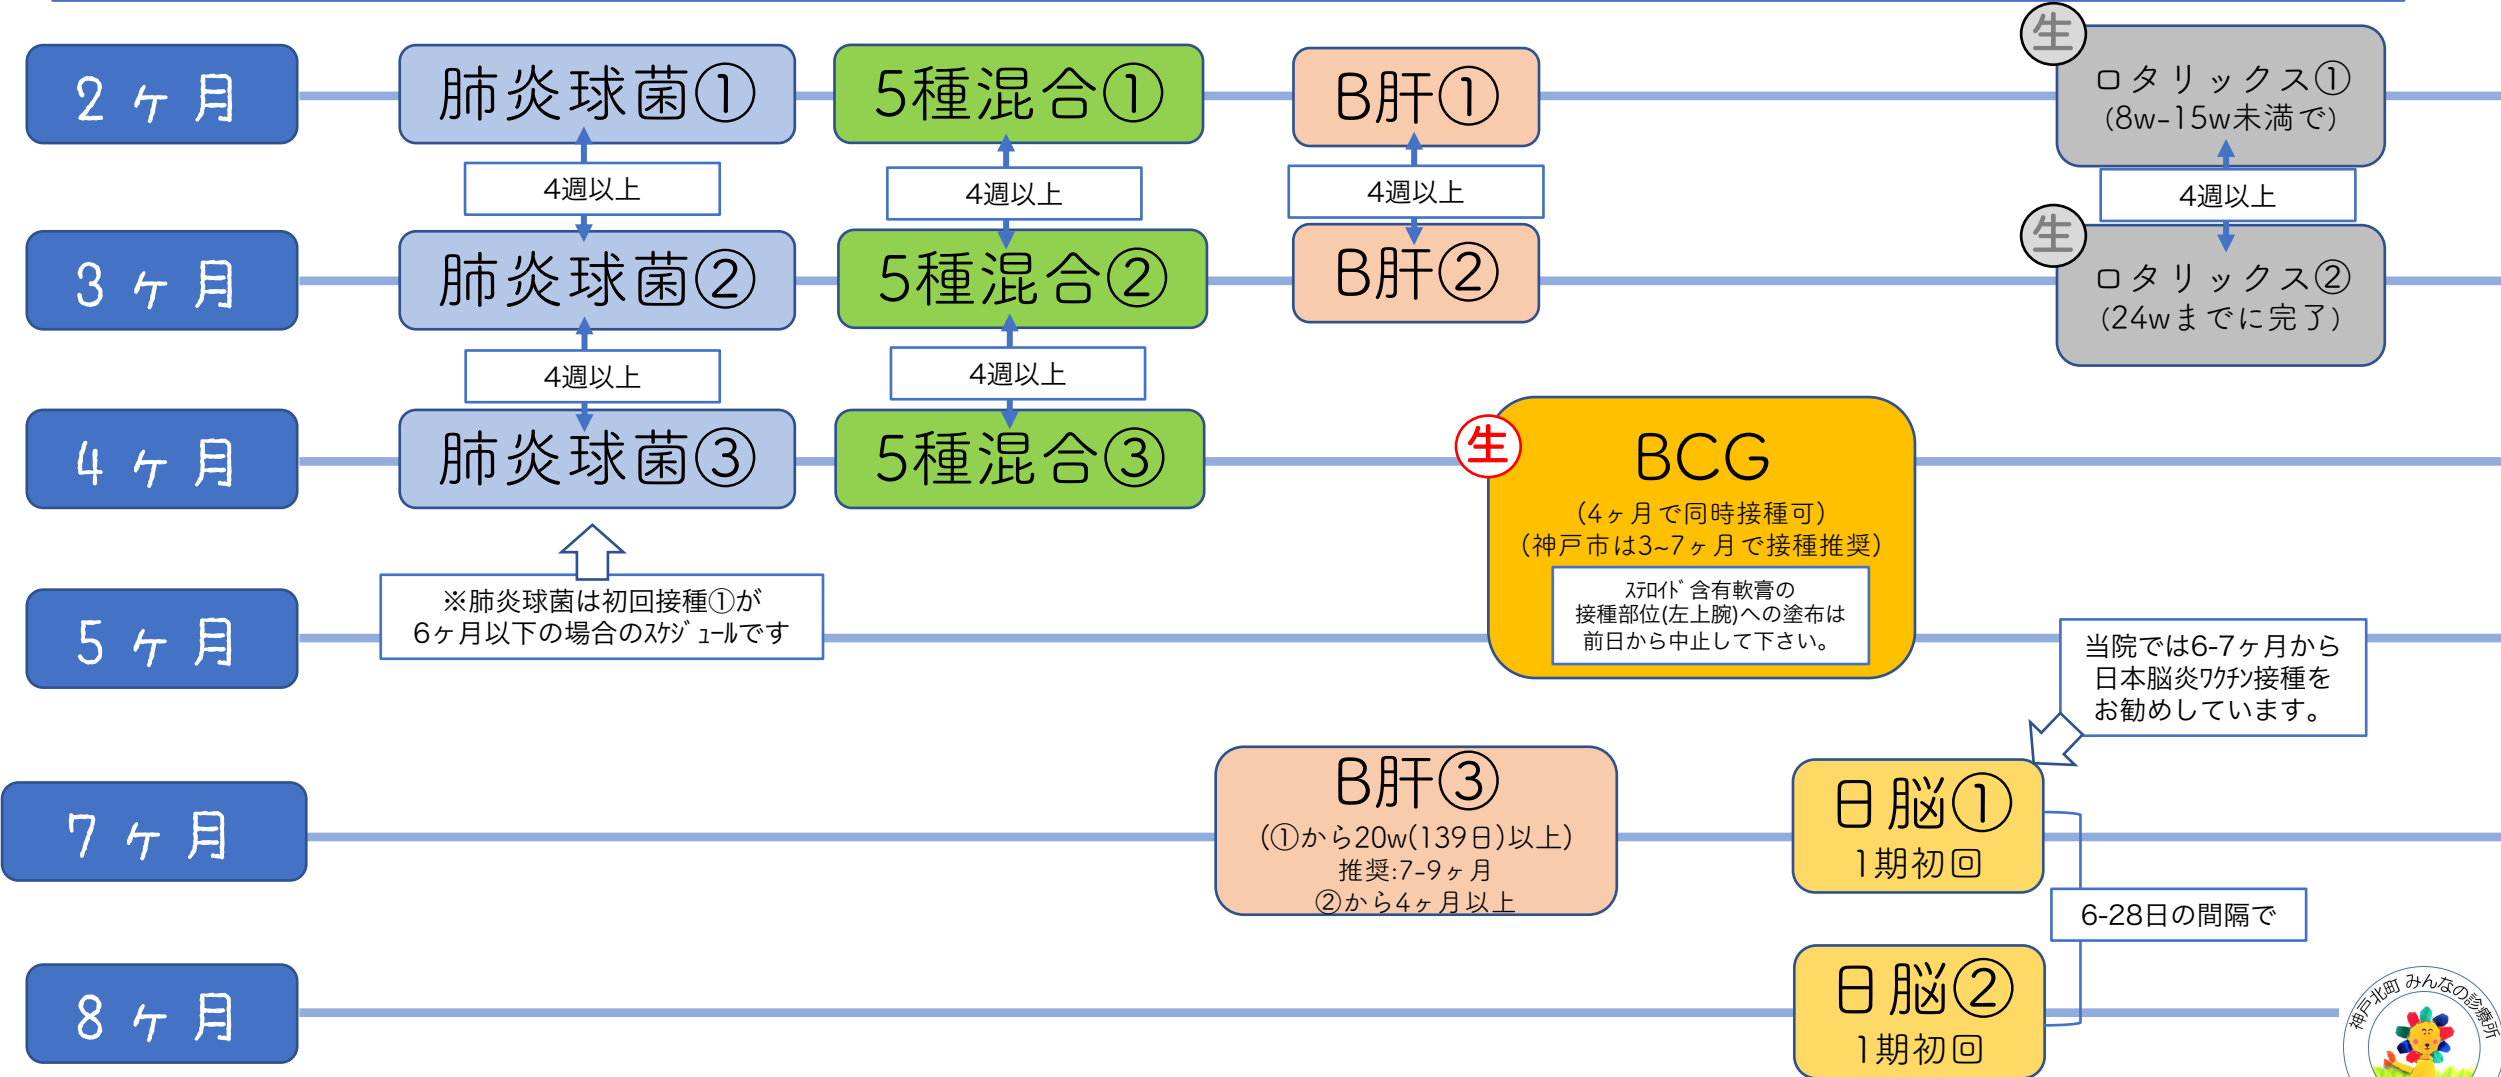 2ヶ月
肺炎球菌①
5種混合①
B肝①
生
ロタリックス①
(8w-15w未満で)
4週以上
4週以上
4週以上
4週以上
3ヶ月
肺炎球菌②
5種混合②
B肝②
生
ロタリックス②
(24wまでに完了)
4週以上
4週以上
4ヶ月
肺炎球菌③
5種混合③
生
BCG
(4ヶ月で同時接種可)
(神戸市は3~7ヶ月で接種推奨)
ｽﾃﾛｲﾄﾞ含有軟膏の
接種部位(左上腕)への塗布は
前日から中止して下さい。
5ヶ月
※肺炎球菌は初回接種①が
6ヶ月以下の場合のｽｹｼﾞｭｰﾙです
当院では6-7ヶ月から
日本脳炎ﾜｸﾁﾝ接種を
お勧めしています。
7ヶ月
B肝③
(①から20w(139日)以上)
推奨:7-9ヶ月
②から4ヶ月以上
日脳①
1期初回
6-28日の間隔で
8ヶ月
日脳②
1期初回
神戸北町 みんなの診療所